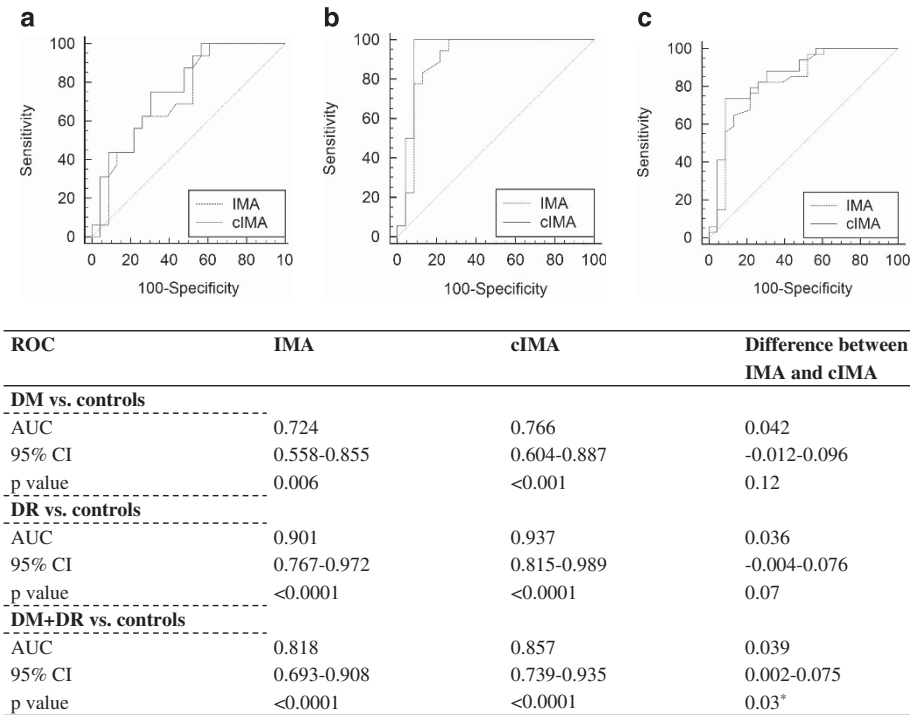 a
b
c
100
80
60
40
20
0
Sensitivity
IMA
cIMA
0 20 40 60 80 10
100-Specificity
100
80
60
40
20
0
Sensitivity
IMA
cIMA
0 20 40 60 80 100
100-Specificity
100
80
60
40
20
0
Sensitivity
IMA
cIMA
0 20 40 60 80 100
100-Specificity
ROC IMA cIMA Difference between
IMA and cIMA
DM vs. controls
AUC 0.724 0.766 0.042
95% CI 0.558-0.855 0.604-0.887 -0.012-0.096
p value 0.006 <0.001 0.12
DR vs. controls
AUC 0.901 0.937 0.036
95% CI 0.767-0.972 0.815-0.989 -0.004-0.076
p value <0.0001 <0.0001 0.07
DM+DR vs. controls
AUC 0.818 0.857 0.039
95% CI 0.693-0.908 0.739-0.935 0.002-0.075
p value <0.0001 <0.0001 0.03*